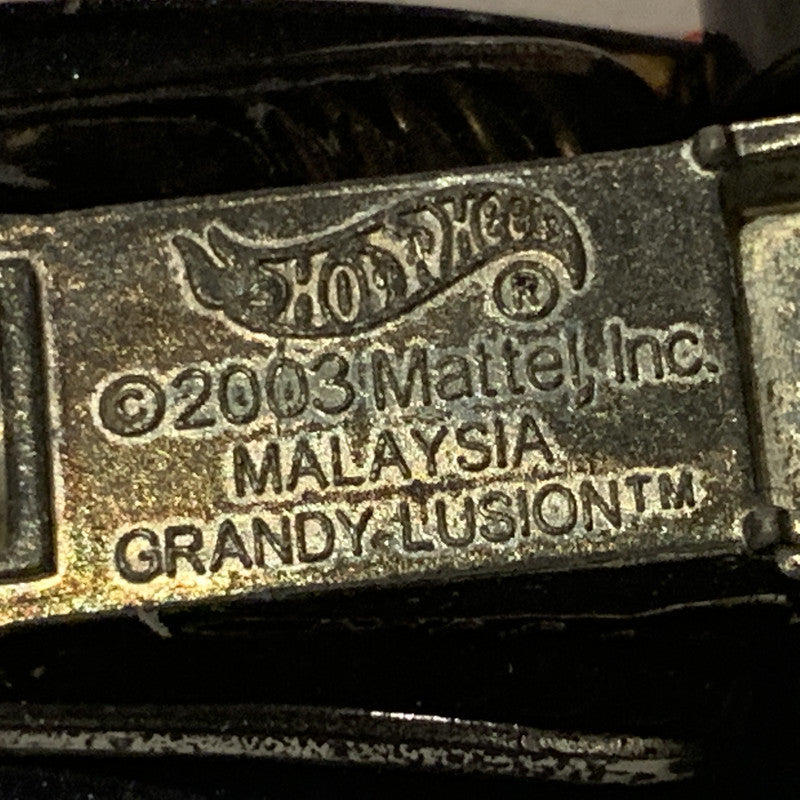 Hot Wheels ®
©2003 Mattel, Inc.
MALAYSIA
GRANDY LUSION™